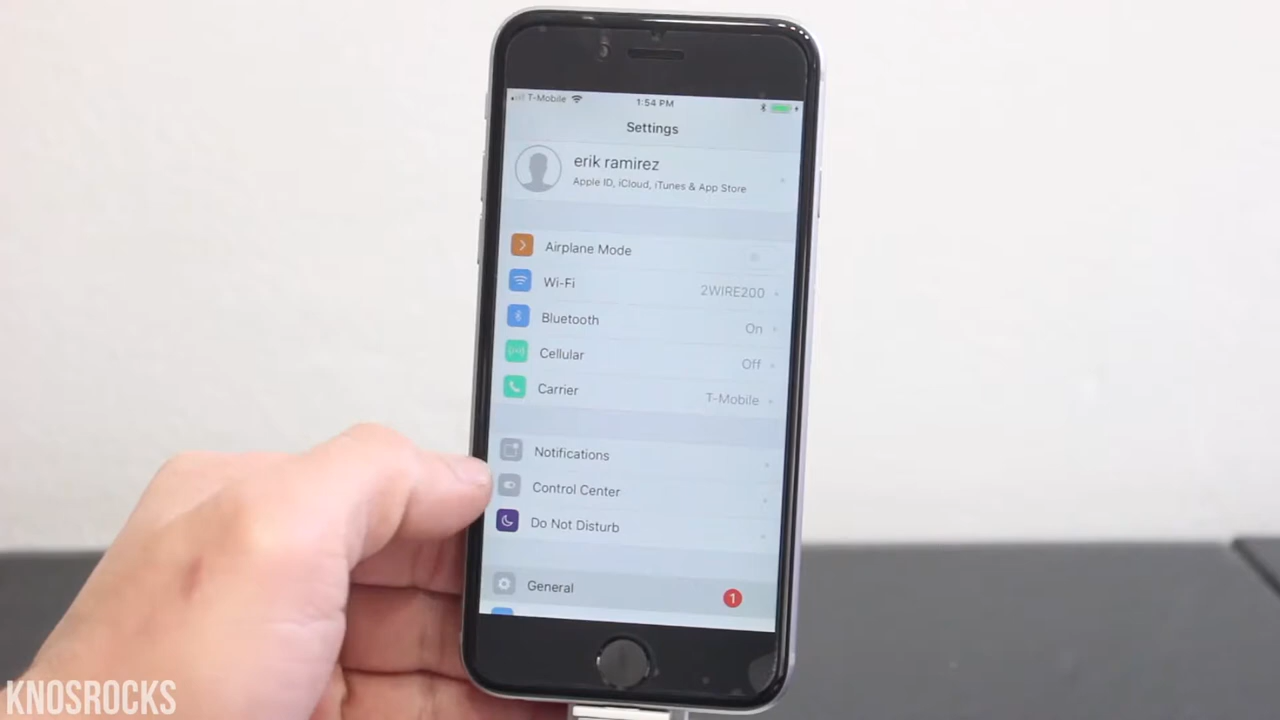 T-Mobile
1:54 PM
Settings
erik ramirez
Apple ID, iCloud, iTunes & App Store
Airplane Mode
Wi-Fi 2WIRE200
Bluetooth On
Cellular Off
Carrier T-Mobile
Notifications
Control Center
Do Not Disturb
General 1
KNOSROCKS